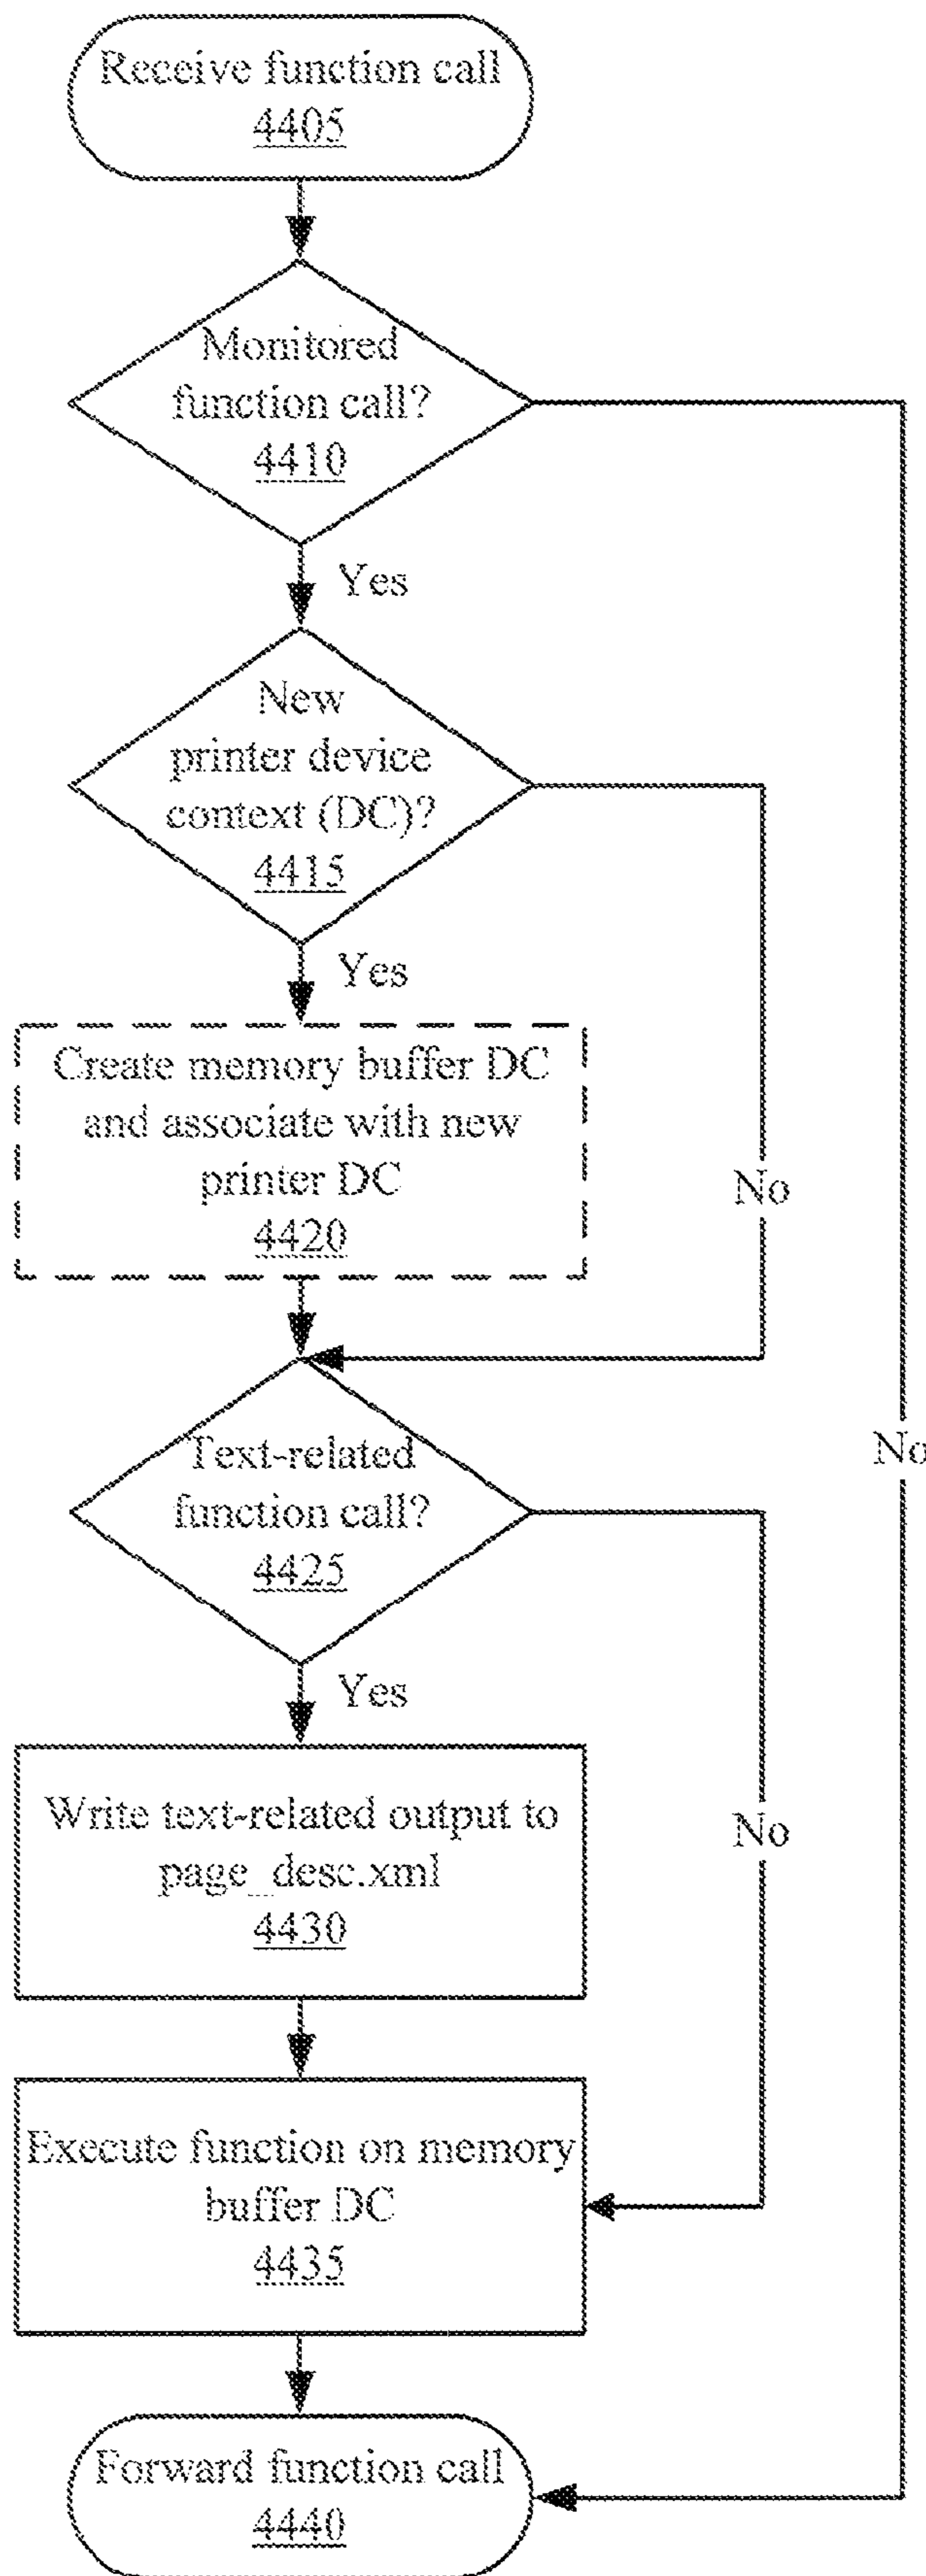 Receive function call
4405
Monitored
function call?
4410
Yes
New
printer device
context (DC)?
4415
Yes
Create memory buffer DC
and associate with new
printer DC
4420
No
Text-related
function call?
4425
No
Yes
Write text-related output to
page_desc.xml
4430
No
Execute function on memory
buffer DC
4435
Forward function call
4440